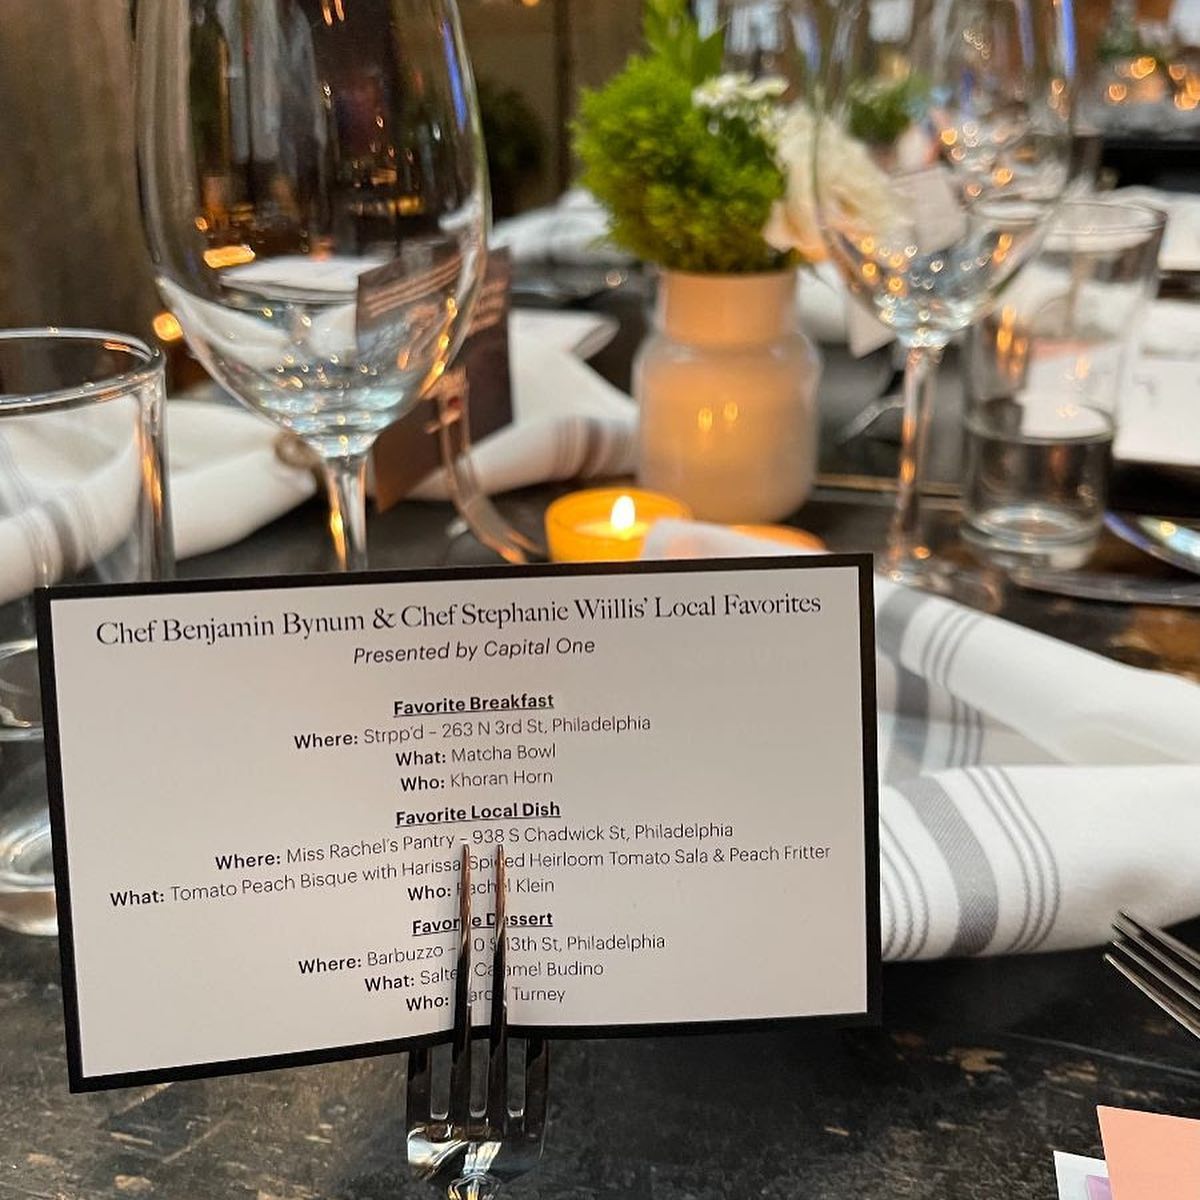 Chef Benjamin Bynum & Chef Stephanie Wiillis' Local Favorites
Presented by Capital One
Favorite Breakfast
Where: Strpp'd – 263 N 3rd St, Philadelphia
What: Matcha Bowl
Who: Khoran Horn
Favorite Local Dish
Where: Miss Rachel's Pantry – 938 S Chadwick St, Philadelphia
What: Tomato Peach Bisque with Harissa Spiced Heirloom Tomato Sala & Peach Fritter
Who: Rachel Klein
Favorite Dessert
Where: Barbuzzo – S 13th St, Philadelphia
What: Salted Caramel Budino
Who: Turney